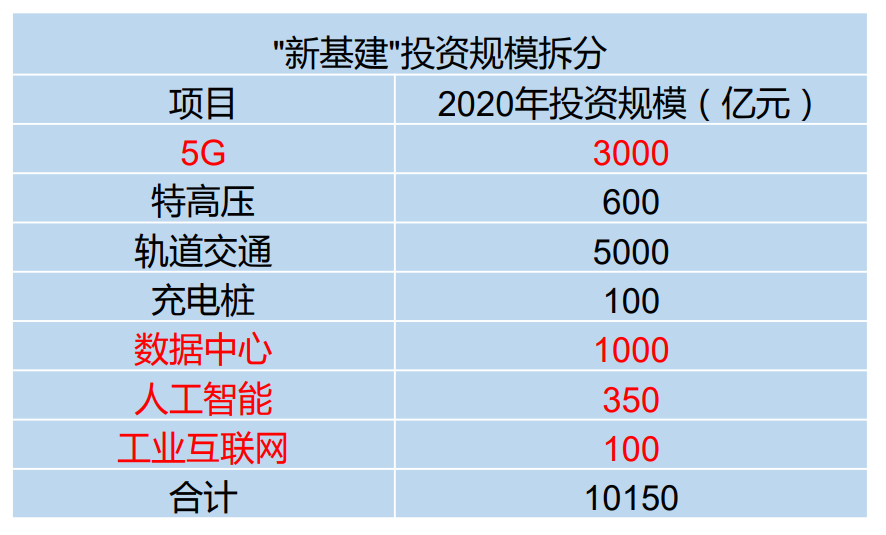 "新基建"投资规模拆分
项目 2020年投资规模（亿元）
5G 3000
特高压 600
轨道交通 5000
充电桩 100
数据中心 1000
人工智能 350
工业互联网 100
合计 10150